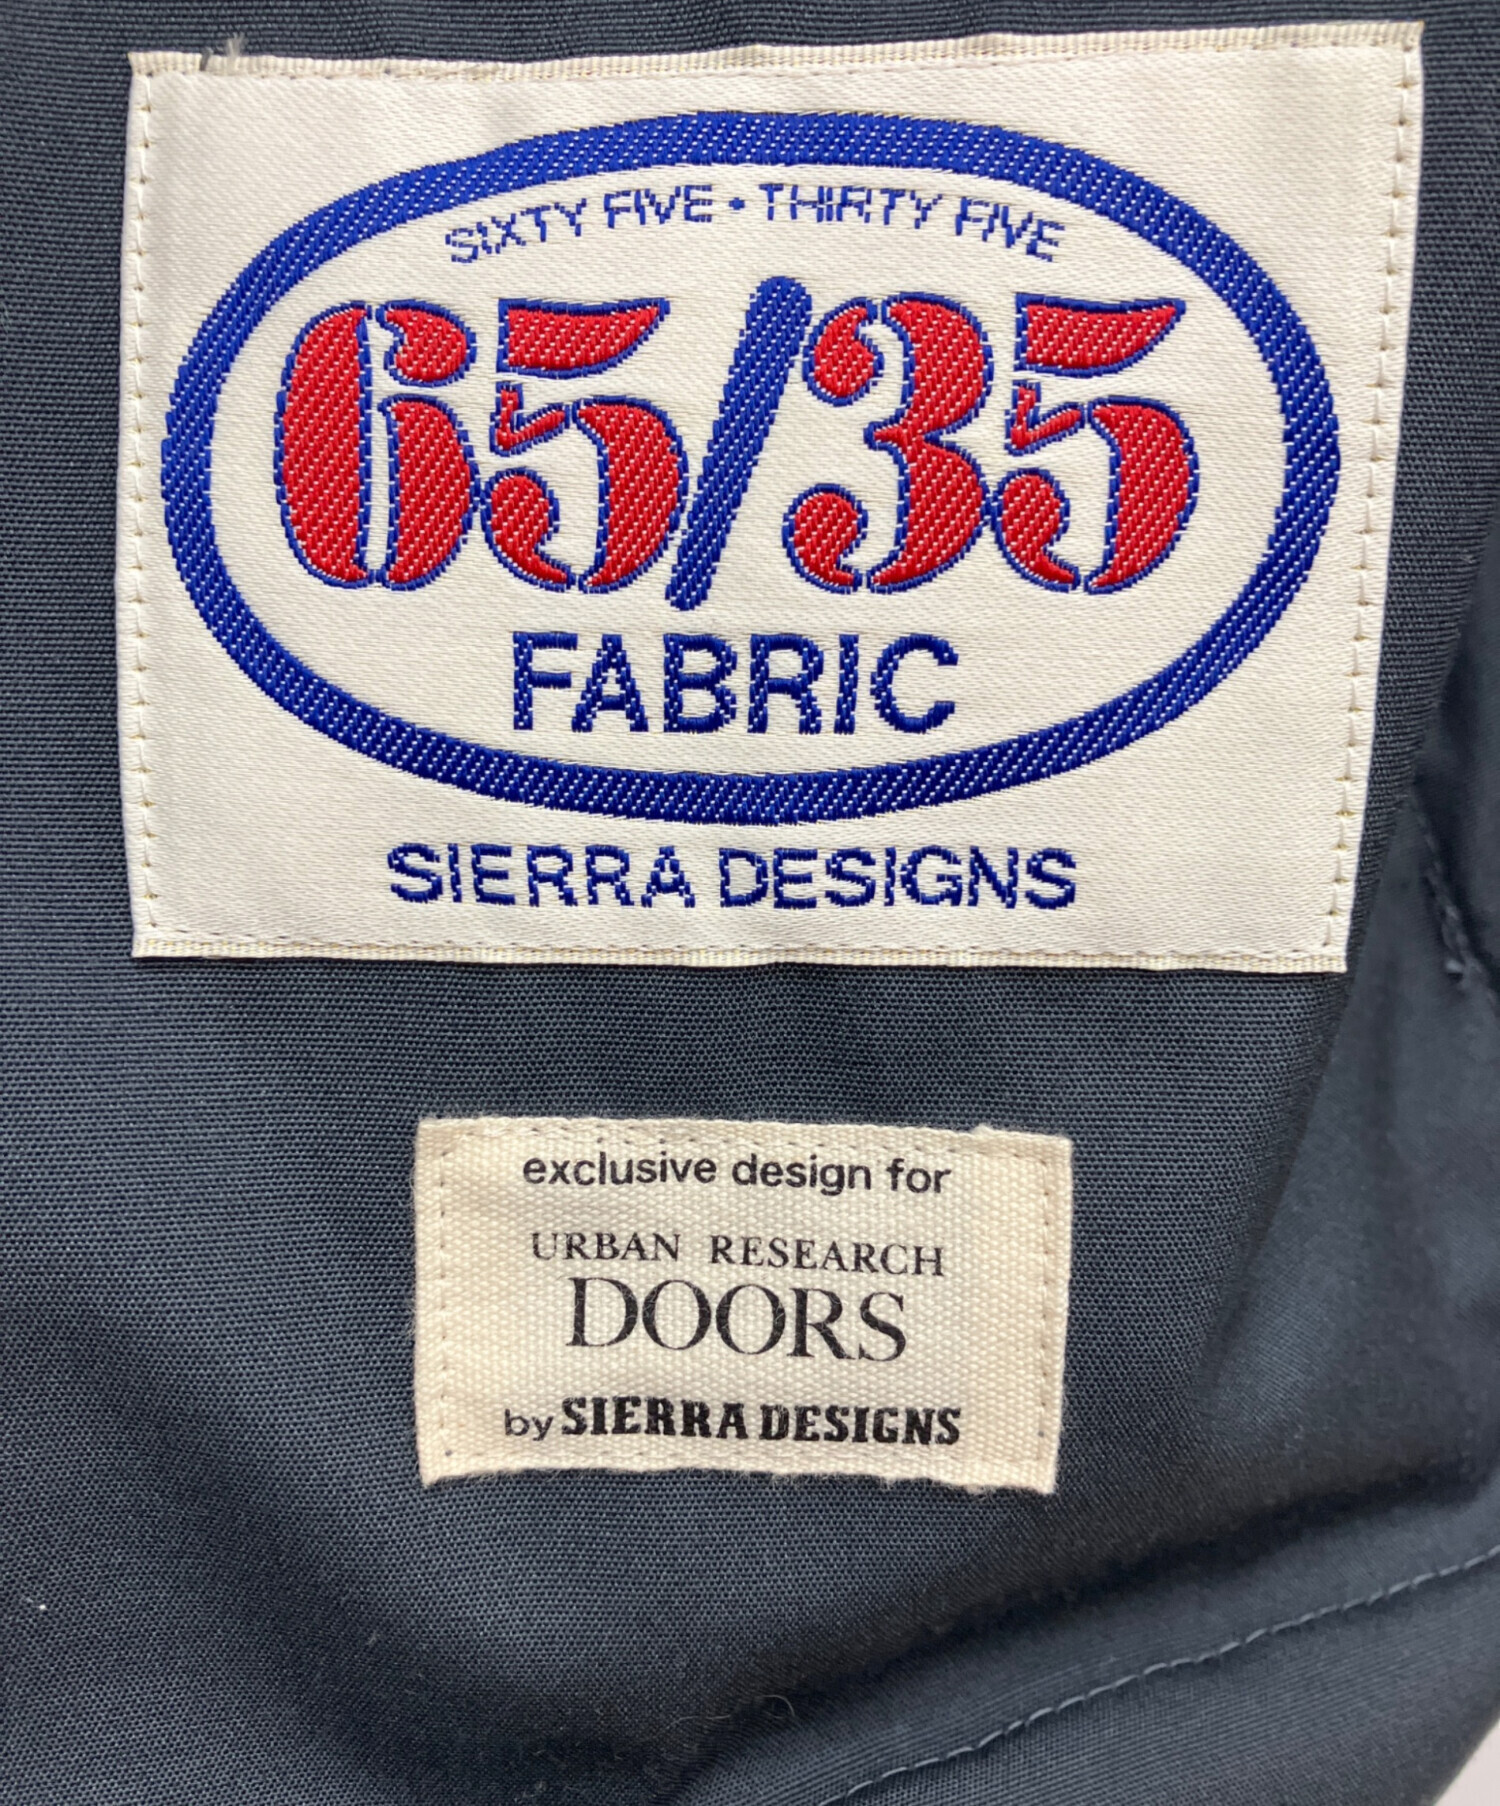 SIXTY FIVE • THIRTY FIVE
65/35
FABRIC
SIERRA DESIGNS
exclusive design for
URBAN RESEARCH
DOORS
by SIERRA DESIGNS